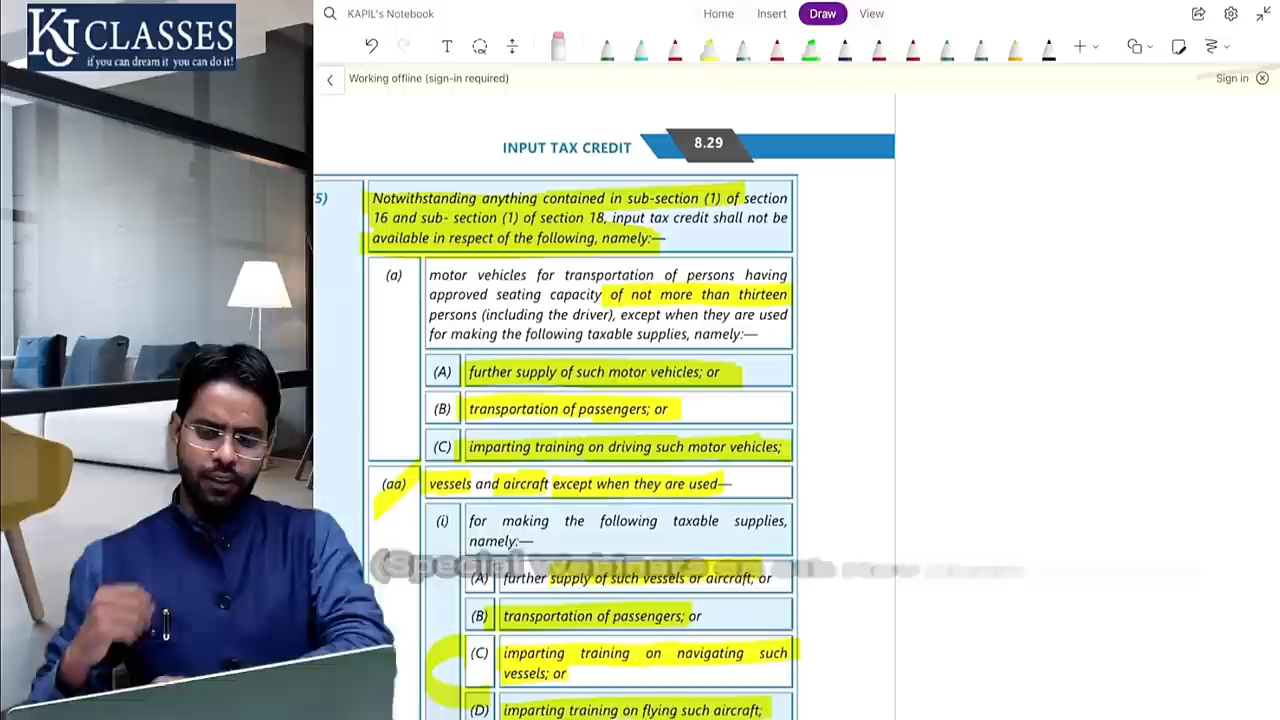 KJ CLASSES
if you can dream it you can do it!
KAPIL's Notebook
Home Insert Draw View
Working offline (sign-in required)
Sign in
INPUT TAX CREDIT
8.29
5)
Notwithstanding anything contained in sub-section (1) of section
16 and sub- section (1) of section 18, input tax credit shall not be
available in respect of the following, namely:—
(a)
motor vehicles for transportation of persons having
approved seating capacity of not more than thirteen
persons (including the driver), except when they are used
for making the following taxable supplies, namely:—
(A) further supply of such motor vehicles; or
(B) transportation of passengers; or
(C) imparting training on driving such motor vehicles;
(aa) vessels and aircraft except when they are used—
(i) for making the following taxable supplies,
namely:—
(Special
(A) further supply of such vessels or aircraft; or
(B) transportation of passengers; or
(C) imparting training on navigating such
vessels; or
(D) imparting training on flying such aircraft;